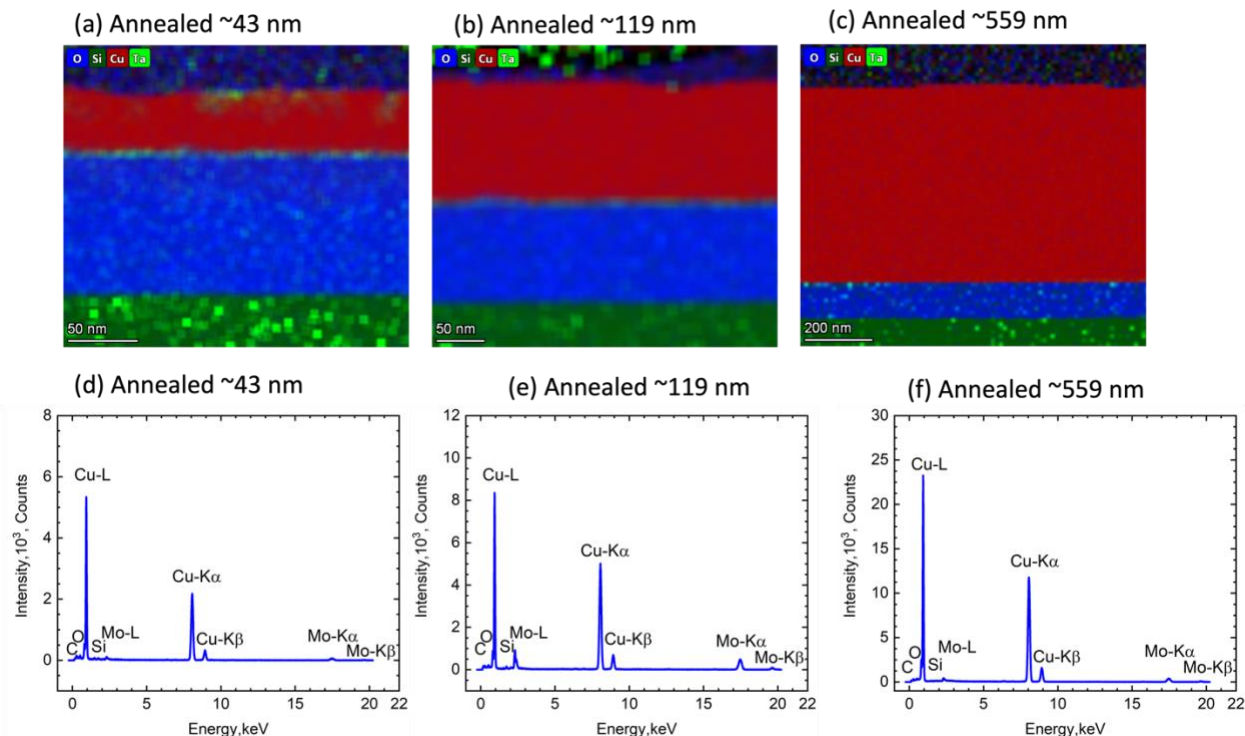 (a) Annealed ~43 nm
(b) Annealed ~119 nm
(c) Annealed ~559 nm
O Si Cu Ta
O Si Cu Ta
O Si Cu Ta
50 nm
50 nm
200 nm
(d) Annealed ~43 nm
(e) Annealed ~119 nm
(f) Annealed ~559 nm
Intensity,10³, Counts
8
6
4
2
0
Cu-L
Cu-Kα
Cu-Kβ
C
O
Si
Mo-L
Mo-Kα
Mo-Kβ
0 5 10 15 20 22
Energy,keV
Intensity,10³, Counts
12
10
8
6
4
2
0
Cu-L
Cu-Kα
Cu-Kβ
C
O
Si
Mo-L
Mo-Kα
Mo-Kβ
0 5 10 15 20 22
Energy,keV
Intensity,10³, Counts
30
25
20
15
10
5
0
Cu-L
Cu-Kα
Cu-Kβ
C
O
Si
Mo-L
Mo-Kα
Mo-Kβ
0 5 10 15 20 22
Energy,keV